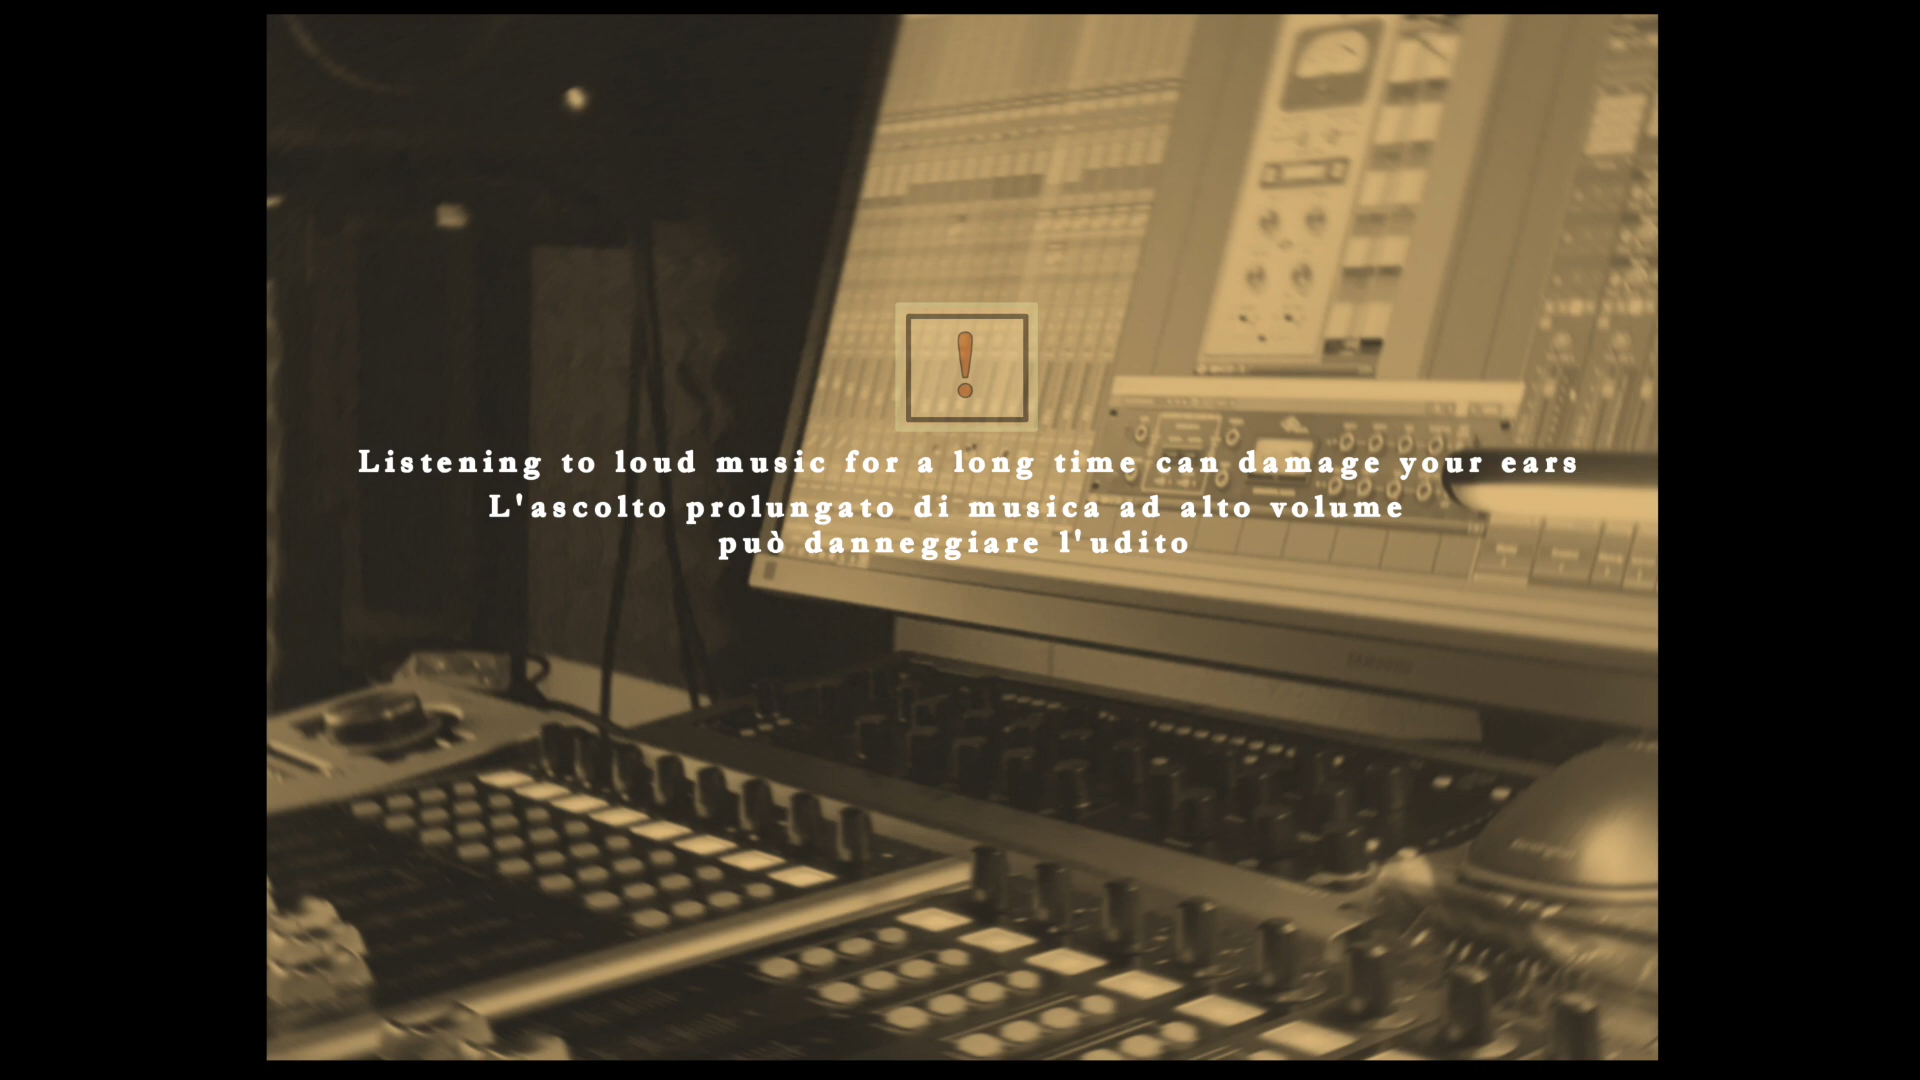 !
Listening to loud music for a long time can damage your ears
L'ascolto prolungato di musica ad alto volume
può danneggiare l'udito